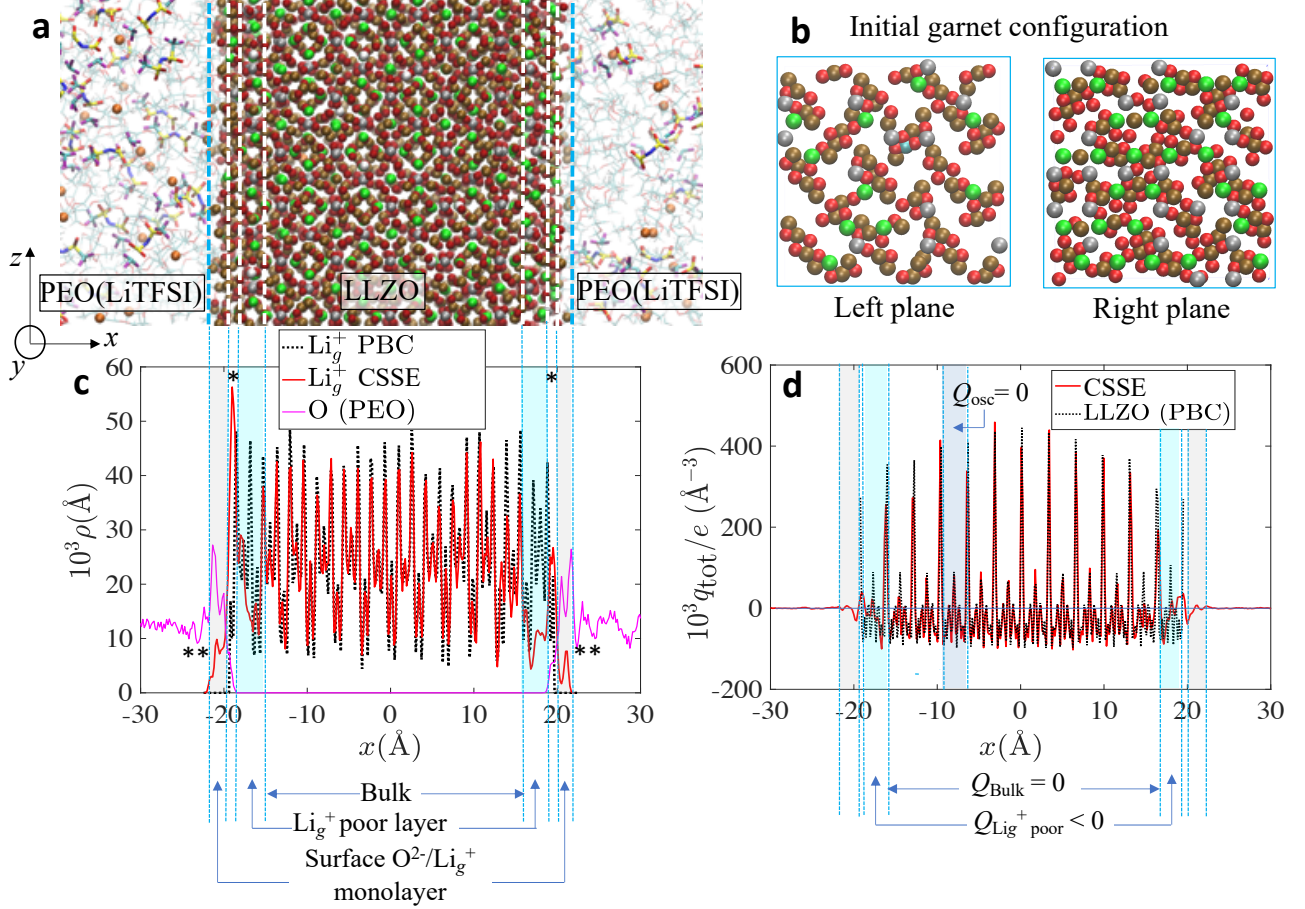 a
PEO(LiTFSI)
LLZO
PEO(LiTFSI)
z
x
y
b
Initial garnet configuration
Left plane
Right plane
c
Li_g^+ PBC
Li_g^+ CSSE
O (PEO)
*
*
**
**
10^3 ρ(Å)
60
50
40
30
20
10
0
-30
-20
-10
0
10
20
30
x(Å)
Bulk
Li_g^+ poor layer
Surface O^{2-}/Li_g^+
monolayer
d
Q_osc = 0
CSSE
LLZO (PBC)
10^3 q_tot/e (Å^{-3})
600
400
200
0
-200
-30
-20
-10
0
10
20
30
x(Å)
Q_Bulk = 0
Q_{Lig^+ poor} < 0